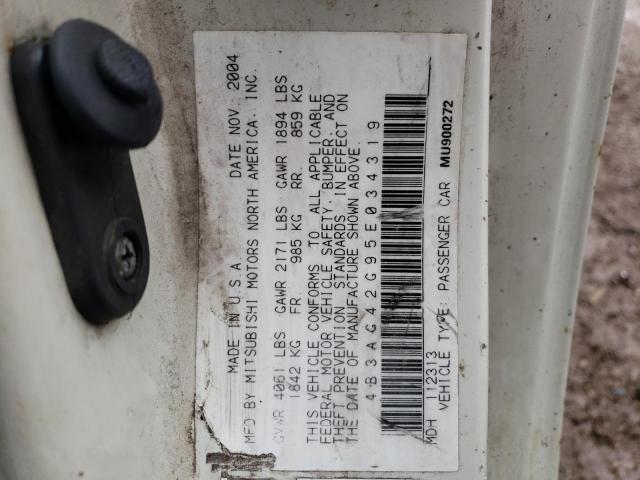 MADE IN U.S.A. DATE NOV. 2004
MFD BY MITSUBISHI MOTORS NORTH AMERICA, INC.
GVWR 4061 LBS GAWR 2171 LBS GAWR 1894 LBS
1842 KG FR. 985 KG RR. 859 KG
THIS VEHICLE CONFORMS TO ALL APPLICABLE
FEDERAL MOTOR VEHICLE SAFETY, BUMPER, AND
THEFT PREVENTION STANDARDS, IN EFFECT ON
THE DATE OF MANUFACTURE SHOWN ABOVE.
4B3AG42G95E034319
MDH 112313
VEHICLE TYPE: PASSENGER CAR MU900272